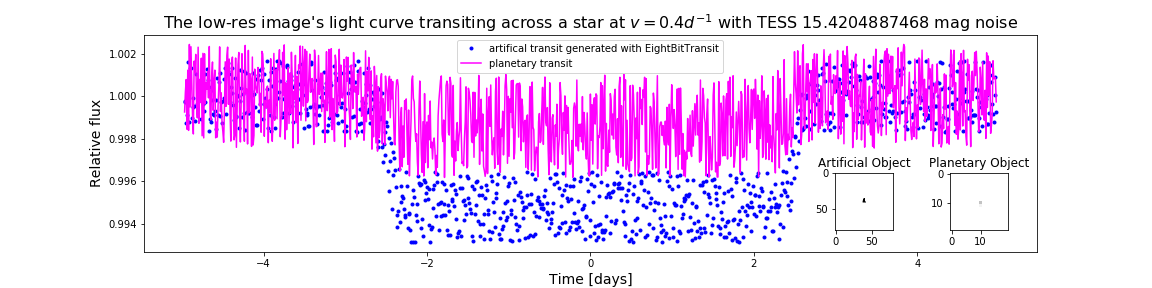 The low-res image's light curve transiting across a star at v = 0.4d⁻¹ with TESS 15.4204887468 mag noise
artifical transit generated with EightBitTransit
planetary transit
Relative flux
1.002
1.000
0.998
0.996
0.994
Artificial Object
0
50
0 50
Planetary Object
0
10
0 10
−4 −2 0 2 4
Time [days]